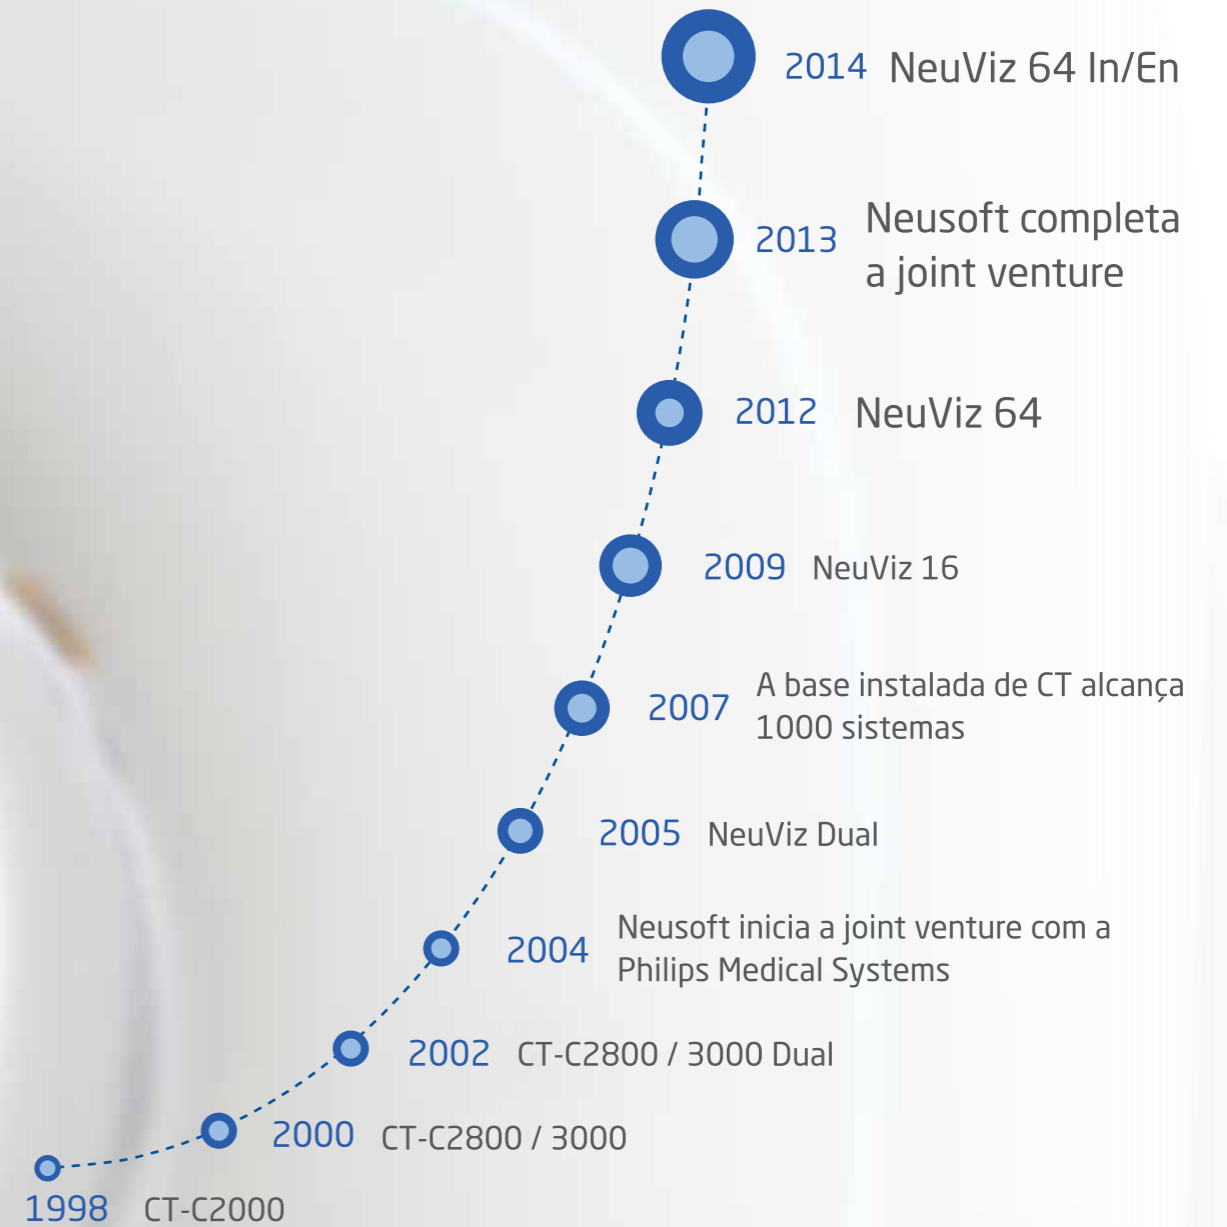 2014 NeuViz 64 In/En
2013 Neusoft completa
a joint venture
2012 NeuViz 64
2009 NeuViz 16
2007 A base instalada de CT alcança
1000 sistemas
2005 NeuViz Dual
2004 Neusoft inicia a joint venture com a
Philips Medical Systems
2002 CT-C2800 / 3000 Dual
2000 CT-C2800 / 3000
1998 CT-C2000